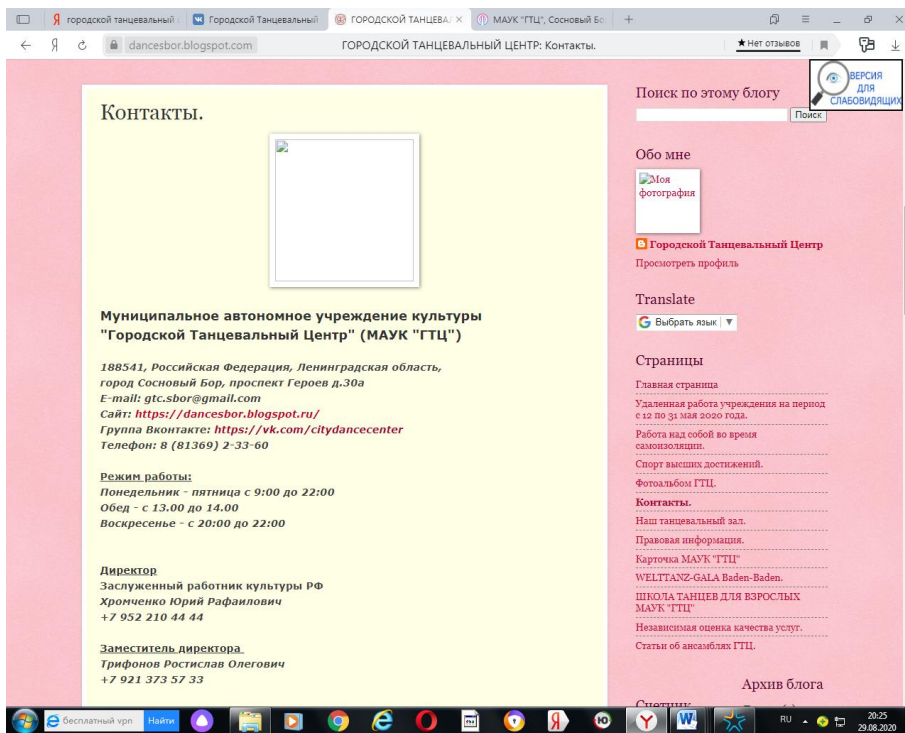 городской танцевальный
Городской Танцевальный
ГОРОДСКОЙ ТАНЦЕВА
МАУК "ГТЦ", Сосновый Бо
dancesbor.blogspot.com
ГОРОДСКОЙ ТАНЦЕВАЛЬНЫЙ ЦЕНТР: Контакты.
★ Нет отзывов
ВЕРСИЯ
ДЛЯ
СЛАБОВИДЯЩИХ
Контакты.
Муниципальное автономное учреждение культуры
"Городской Танцевальный Центр" (МАУК "ГТЦ")
188541, Российская Федерация, Ленинградская область,
город Сосновый Бор, проспект Героев д.30а
E-mail: gtc.sbor@gmail.com
Сайт: https://dancesbor.blogspot.ru/
Группа Вконтакте: https://vk.com/citydancecenter
Телефон: 8 (81369) 2-33-60
Режим работы:
Понедельник - пятница с 9:00 до 22:00
Обед - с 13.00 до 14.00
Воскресенье - с 20:00 до 22:00
Директор
Заслуженный работник культуры РФ
Хромченко Юрий Рафаилович
+7 952 210 44 44
Заместитель директора
Трифонов Ростислав Олегович
+7 921 373 57 33
Поиск по этому блогу
Поиск
Обо мне
Моя
фотография
Городской Танцевальный Центр
Просмотреть профиль
Translate
Выбрать язык ▼
Страницы
Главная страница
Удаленная работа учреждения на период
с 12 по 31 мая 2020 года.
Работа над собой во время
самоизоляции.
Спорт высших достижений.
Фотоальбом ГТЦ.
Контакты.
Наш танцевальный зал.
Правовая информация.
Карточка МАУК "ГТЦ"
WELTTANZ-GALA Baden-Baden.
ШКОЛА ТАНЦЕВ ДЛЯ ВЗРОСЛЫХ
МАУК "ГТЦ"
Независимая оценка качества услуг.
Статьи об ансамблях ГТЦ.
Архив блога
Счетчик
бесплатный vpn
Найти
RU
20:25
29.08.2020